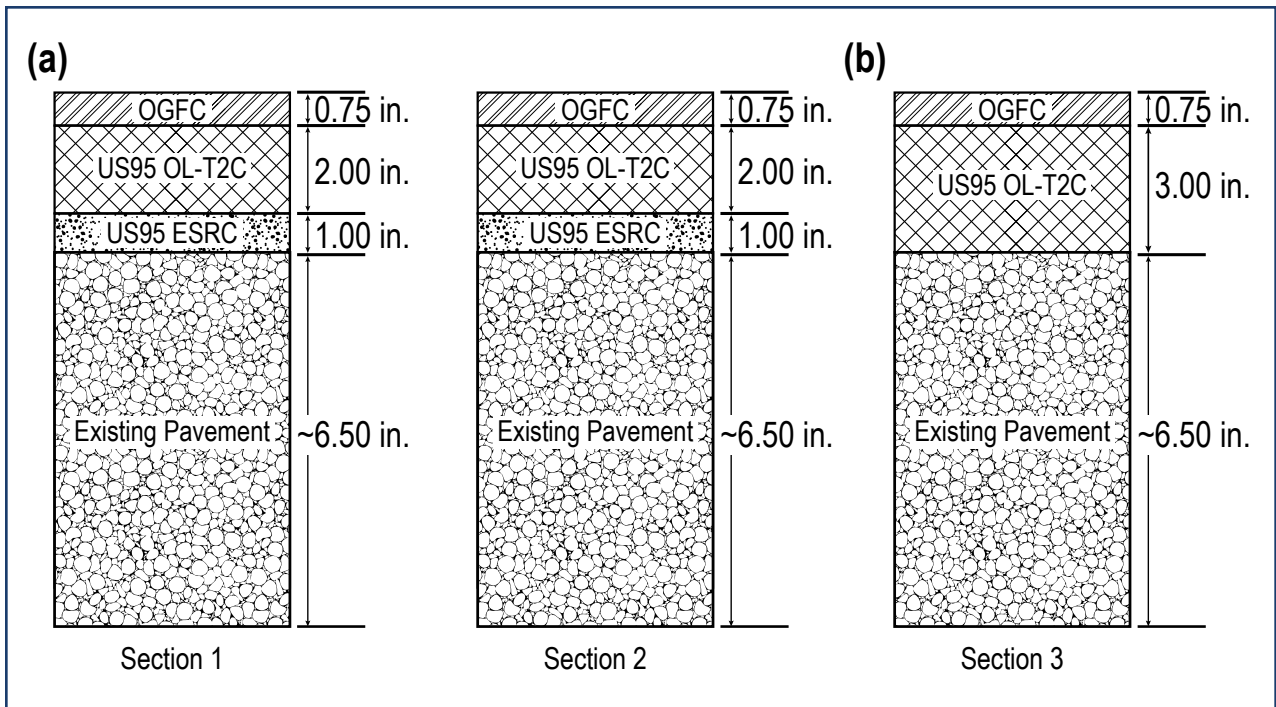 (a)
OGFC
0.75 in.
US95 OL-T2C
2.00 in.
US95 ESRC
1.00 in.
Existing Pavement
~6.50 in.
Section 1
OGFC
0.75 in.
US95 OL-T2C
2.00 in.
US95 ESRC
1.00 in.
Existing Pavement
~6.50 in.
Section 2
(b)
OGFC
0.75 in.
US95 OL-T2C
3.00 in.
Existing Pavement
~6.50 in.
Section 3